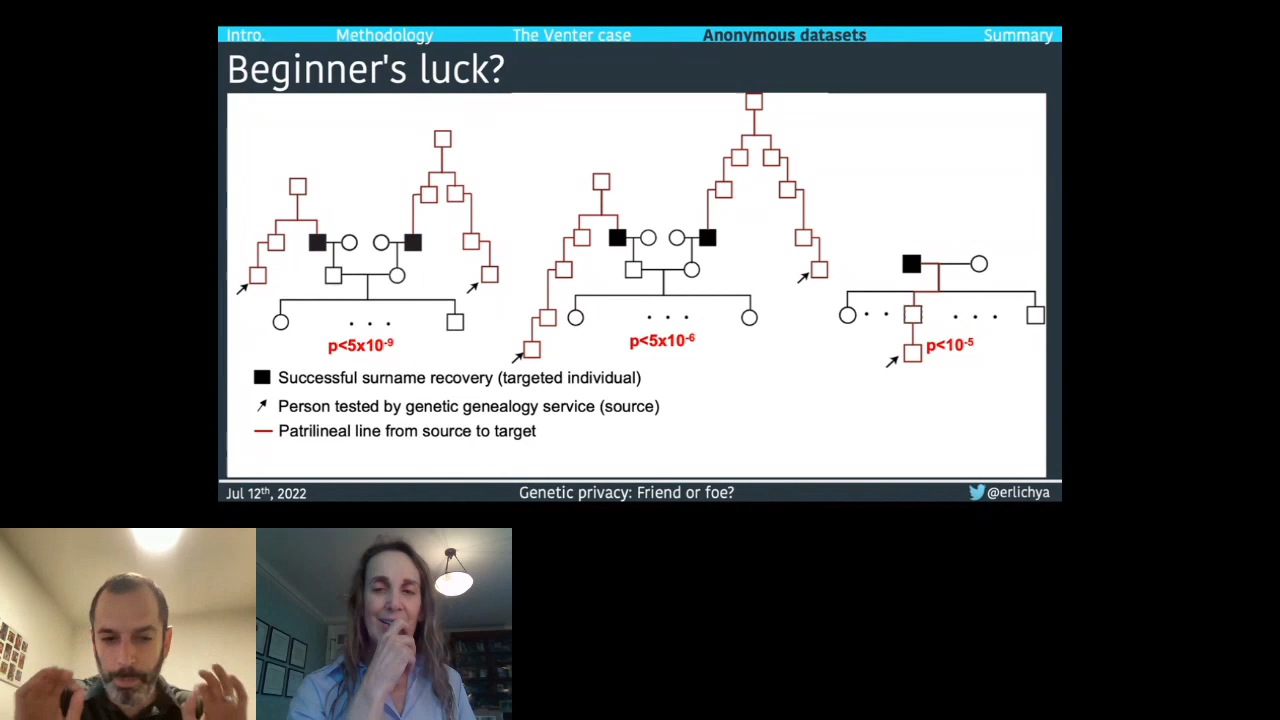 Intro. Methodology The Venter case Anonymous datasets Summary
Beginner's luck?
p<5x10-9 p<5x10-6 p<10-5
Successful surname recovery (targeted individual)
Person tested by genetic genealogy service (source)
Patrilineal line from source to target
Jul 12th, 2022 Genetic privacy: Friend or foe? @erlichya